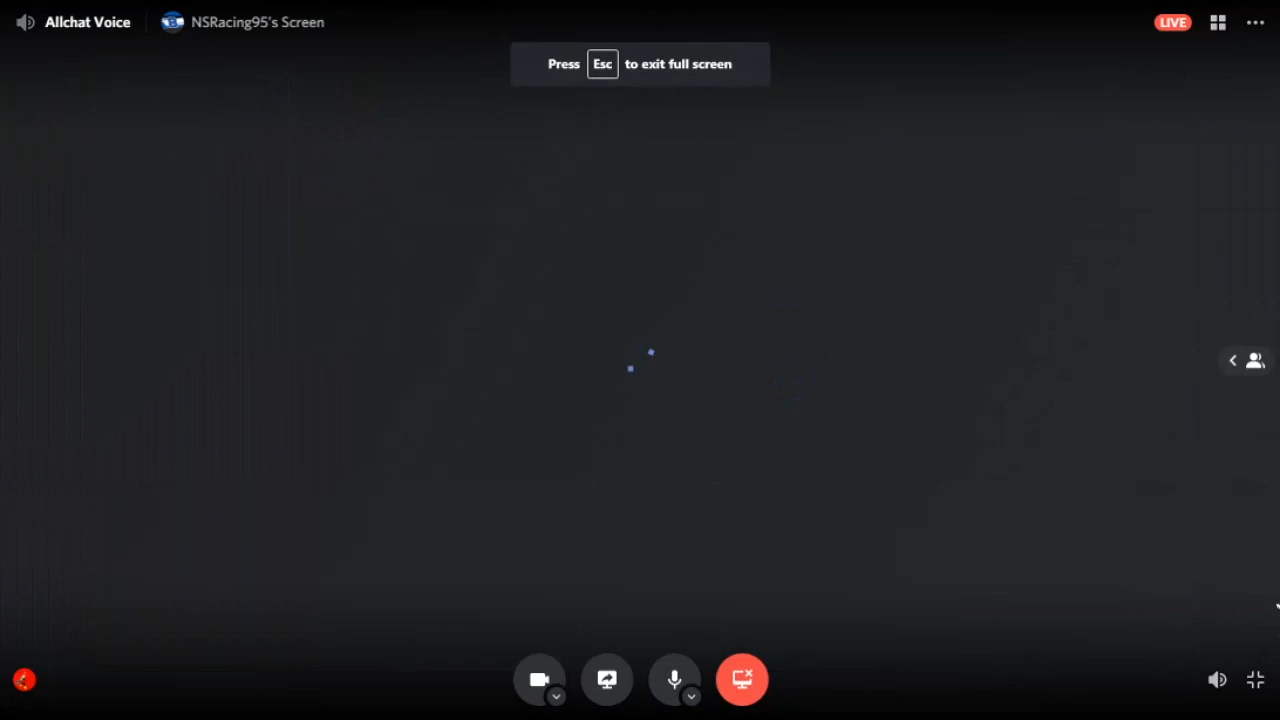 Allchat Voice
NSRacing95's Screen
LIVE
Press Esc to exit full screen